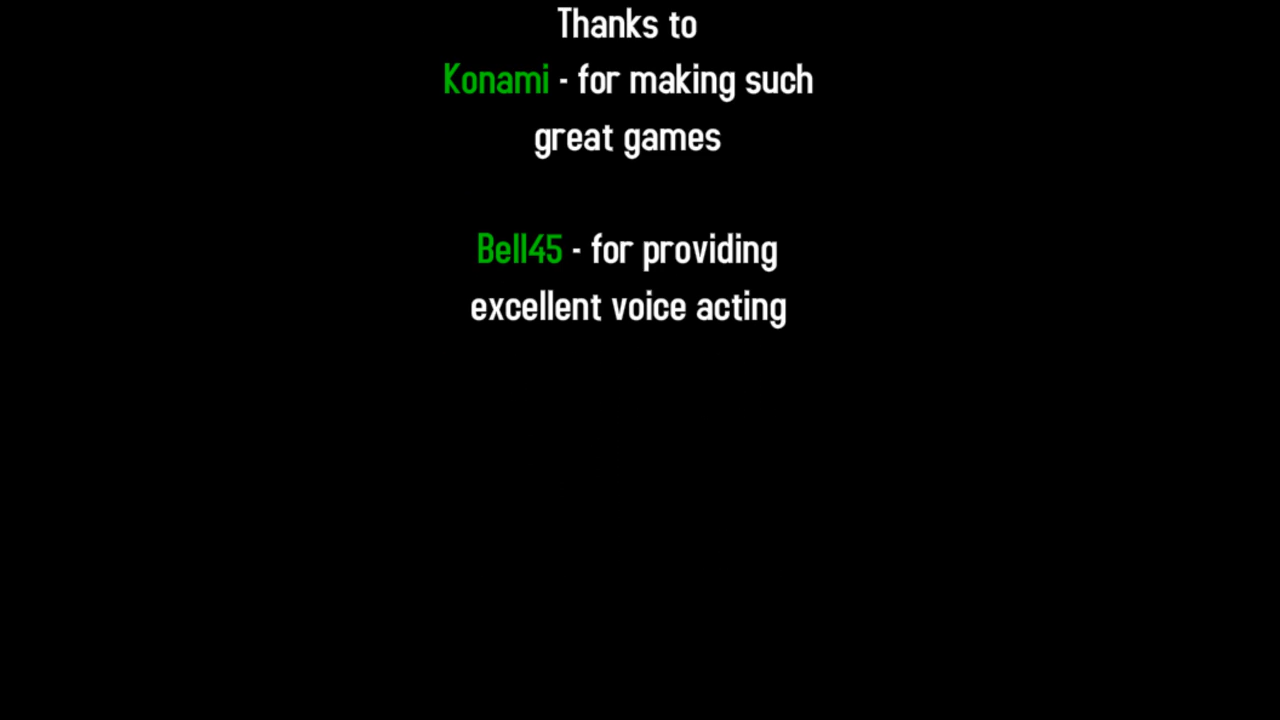 Thanks to
Konami - for making such
great games
Bell45 - for providing
excellent voice acting